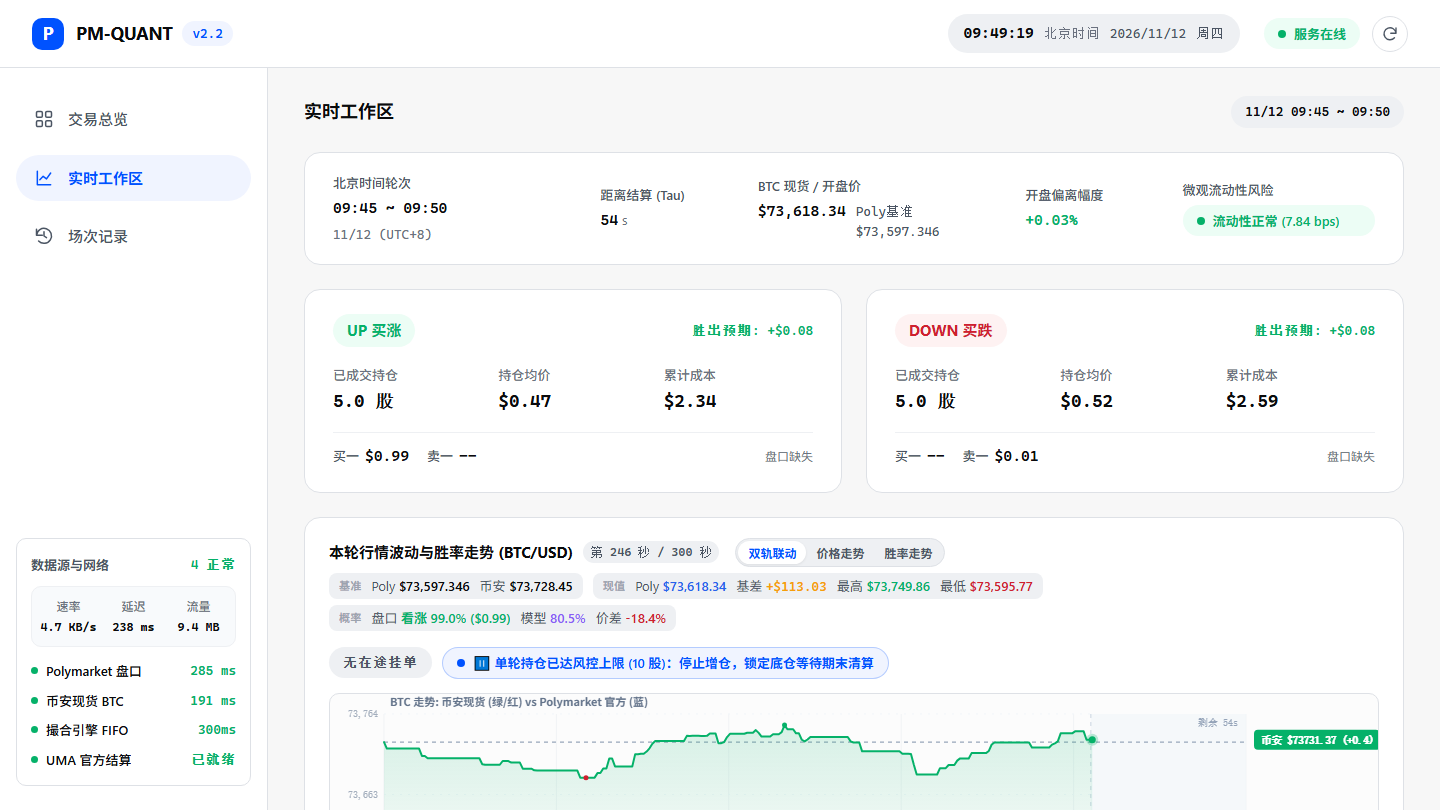 P PM-QUANT v2.2
09:49:19 北京时间 2026/11/12 周四
服务在线
交易总览
实时工作区
场次记录
数据源与网络 4 正常
速率 延迟 流量
4.7 KB/s 238 ms 9.4 MB
Polymarket 盘口 285 ms
币安现货 BTC 191 ms
撮合引擎 FIFO 300ms
UMA 官方结算 已就绪
实时工作区
11/12 09:45 ~ 09:50
北京时间轮次
09:45 ~ 09:50
11/12 (UTC+8)
距离结算 (Tau)
54 s
BTC 现货 / 开盘价
$73,618.34 Poly基准
$73,597.346
开盘偏离幅度
+0.03%
微观流动性风险
流动性正常 (7.84 bps)
UP 买涨 胜出预期: +$0.08
已成交持仓 持仓均价 累计成本
5.0 股 $0.47 $2.34
买一 $0.99 卖一 -- 盘口缺失
DOWN 买跌 胜出预期: +$0.08
已成交持仓 持仓均价 累计成本
5.0 股 $0.52 $2.59
买一 -- 卖一 $0.01 盘口缺失
本轮行情波动与胜率走势 (BTC/USD) 第 246 秒 / 300 秒 双轨联动 价格走势 胜率走势
基准 Poly $73,597.346 币安 $73,728.45 现值 Poly $73,618.34 基差 +$113.03 最高 $73,749.86 最低 $73,595.77
概率 盘口 看涨 99.0% ($0.99) 模型 80.5% 价差 -18.4%
无在途挂单 单轮持仓已达风控上限 (10 股)：停止增仓，锁定底仓等待期末清算
BTC 走势: 币安现货 (绿/红) vs Polymarket 官方 (蓝)
73,764
剩余 54s
币安 $73731.37 (+0.4)
73,663